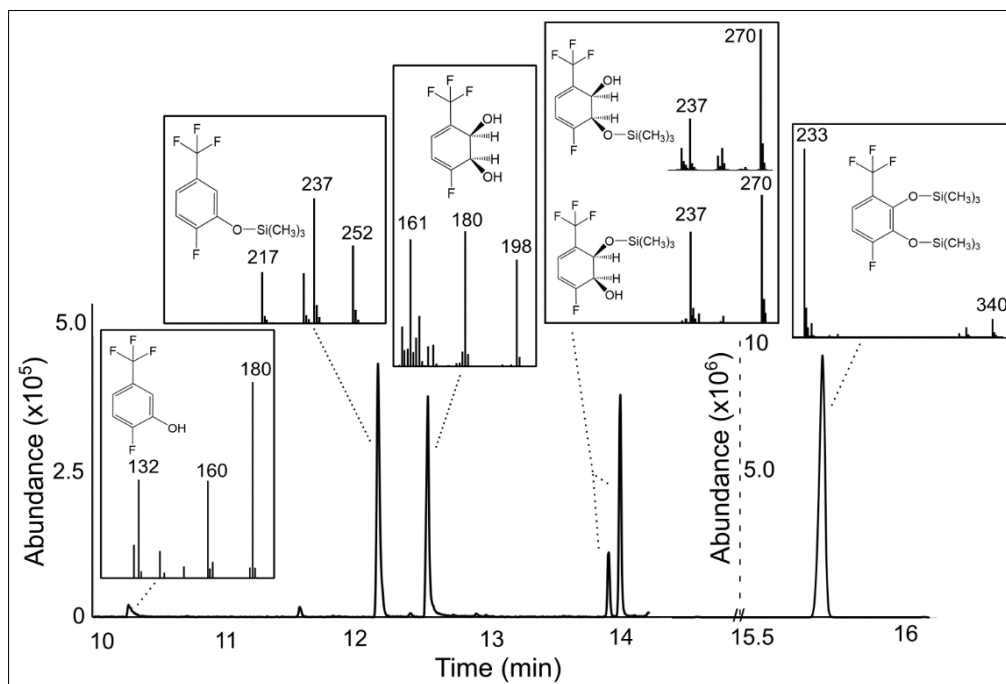 F
F F
F
O—Si(CH₃)₃
237
252
217
F
F F
OH
H
H
OH
F
161
180
198
F
F F
OH
H
H
O
Si(CH₃)₃
F
270
237
F
F F
O—Si(CH₃)₃
H
H
OH
F
270
237
233
F
F F
O—Si(CH₃)₃
O—Si(CH₃)₃
F
340
F
F F
OH
F
180
132
160
Abundance (x10⁵)
5.0
2.5
0
Abundance (x10⁶)
10
5.0
10 11 12 13 14 15.5 16
Time (min)